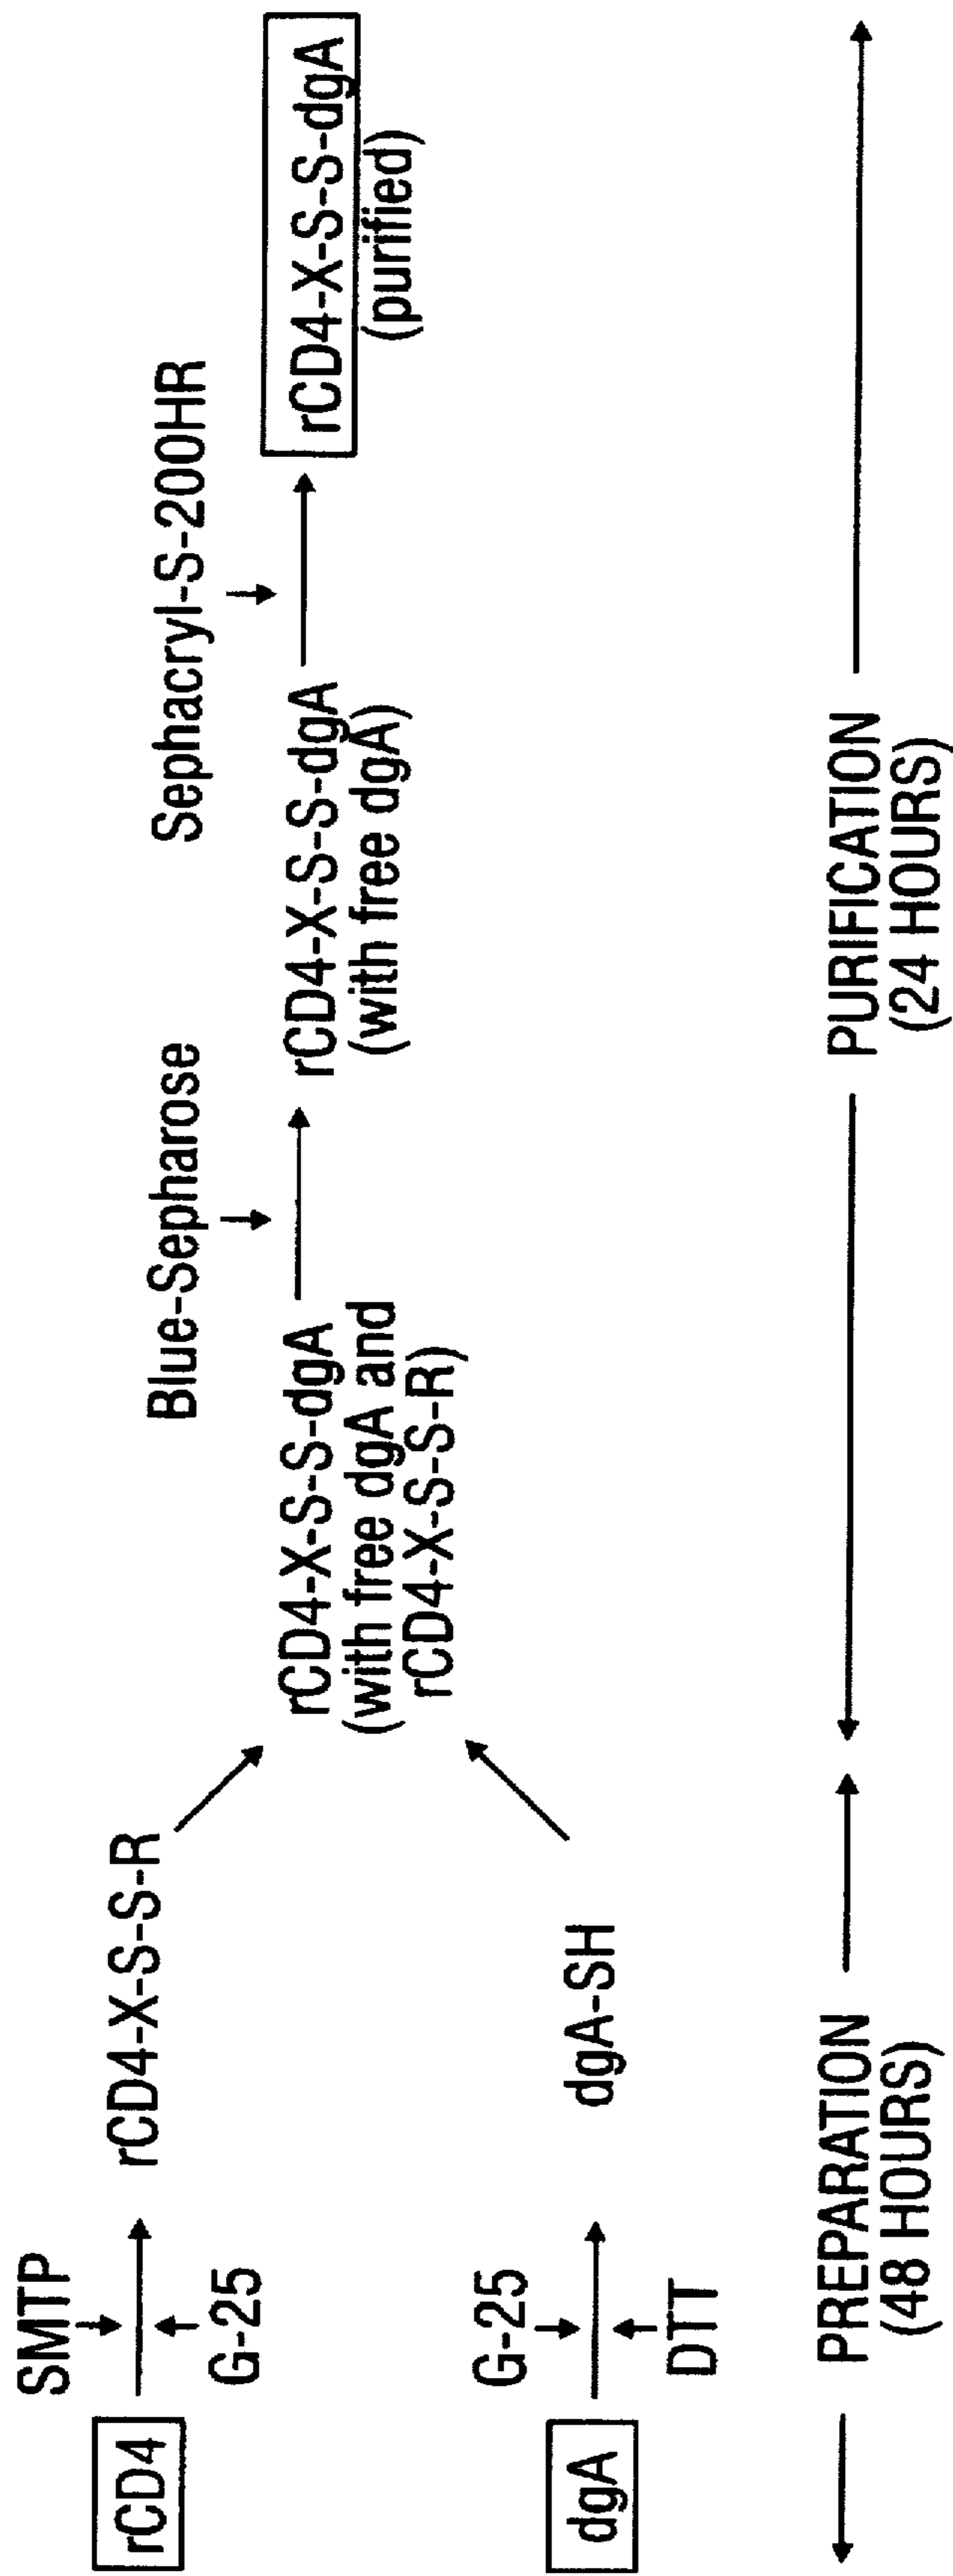 SMTP
rCD4
G-25
rCD4-X-S-S-R
G-25
dgA
DTT
dgA-SH
rCD4-X-S-S-dgA
(with free dgA and
rCD4-X-S-S-R)
Blue-Sepharose
rCD4-X-S-S-dgA
(with free dgA)
Sephacryl-S-200HR
rCD4-X-S-S-dgA
(purified)
PREPARATION
(48 HOURS)
PURIFICATION
(24 HOURS)